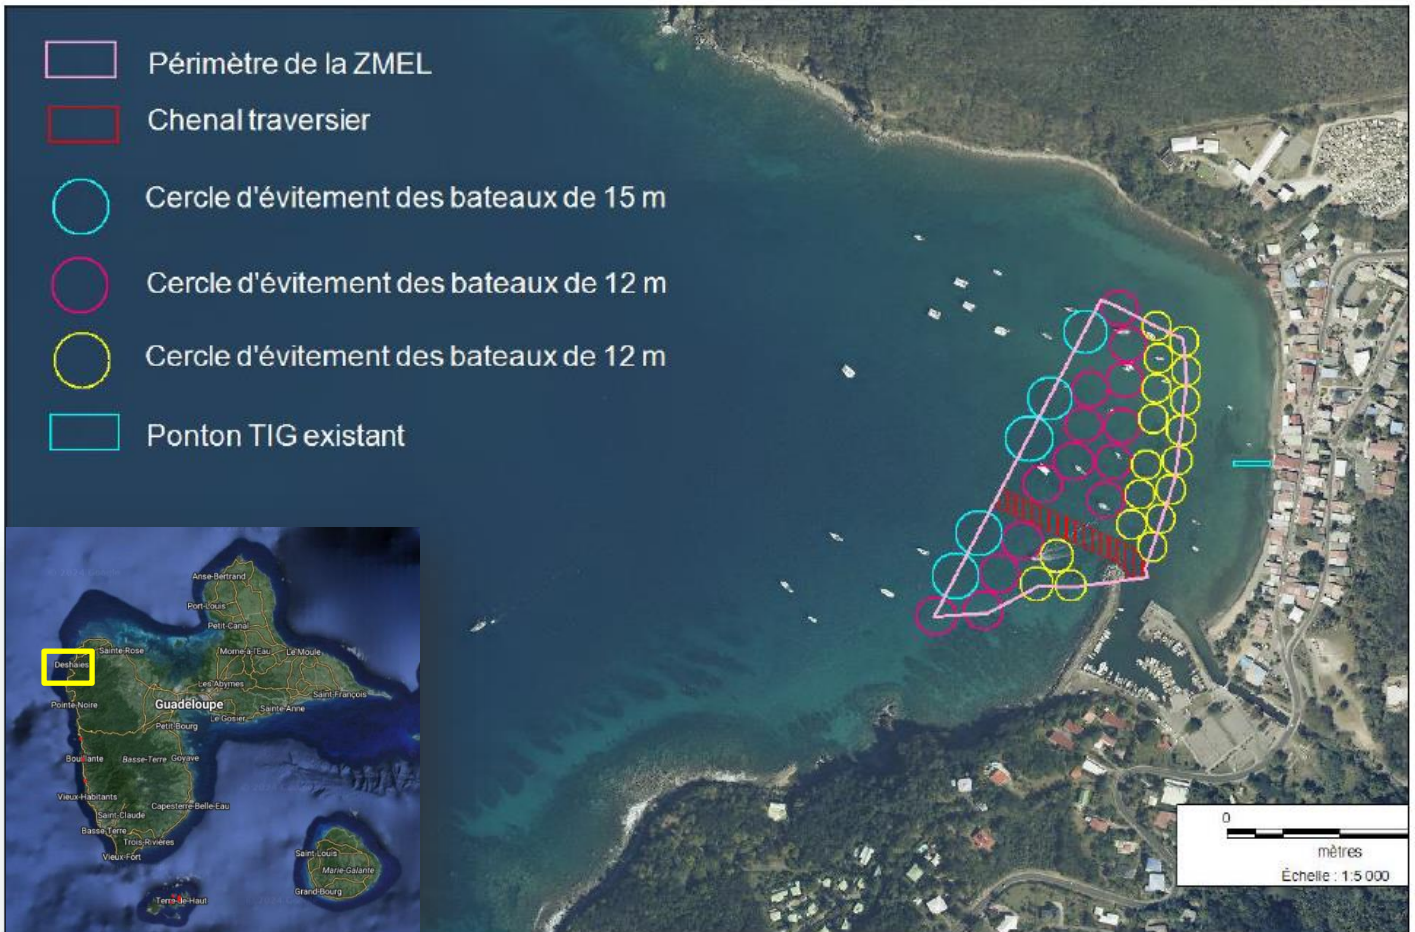 Périmètre de la ZMEL
Chenal traversier
Cercle d'évitement des bateaux de 15 m
Cercle d'évitement des bateaux de 12 m
Cercle d'évitement des bateaux de 12 m
Ponton TIG existant
Anse-Bertrand
Port-Louis
Petit-Canal
Sainte-Rose
Morne-à-l'Eau
Le Moule
Deshaies
Les Abymes
Saint-François
Pointe-Noire
Guadeloupe
Sainte-Anne
Le Gosier
Petit-Bourg
Bouillante
Basse-Terre
Goyave
Vieux-Habitants
Capesterre-Belle-Eau
Saint-Claude
Basse-Terre
Trois-Rivières
Vieux-Fort
Saint-Louis
Marie-Galante
Grand-Bourg
Terre-de-Haut
0
mètres
Échelle : 1:5 000